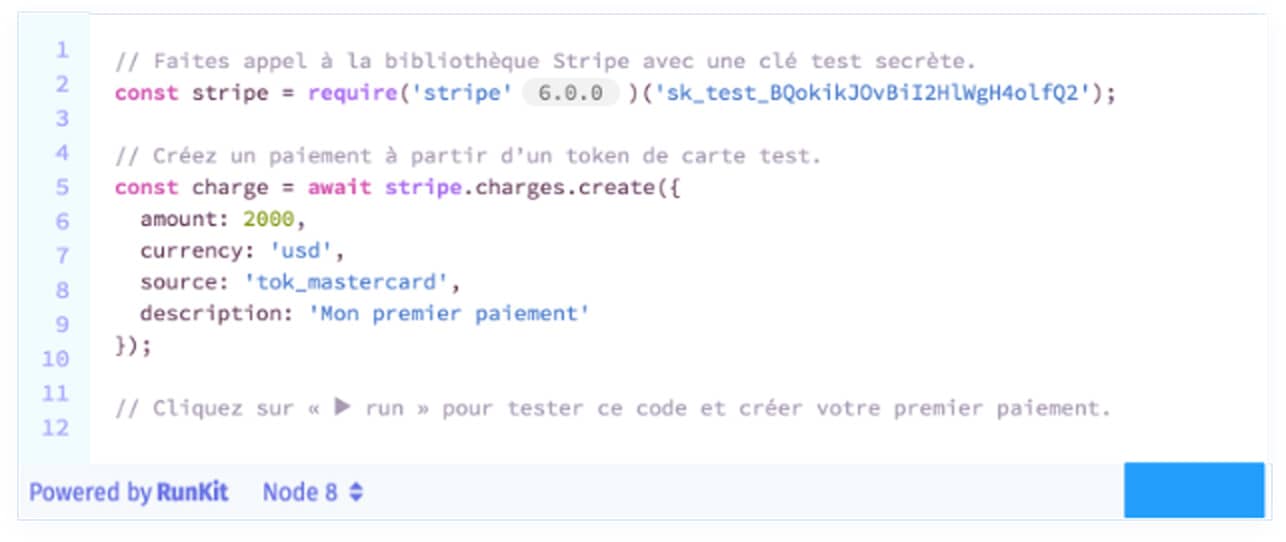 1 // Faites appel à la bibliothèque Stripe avec une clé test secrète.
2 const stripe = require('stripe' 6.0.0 )('sk_test_BQokikJOvBiI2HlWgH4olfQ2');
3
4 // Créez un paiement à partir d’un token de carte test.
5 const charge = await stripe.charges.create({
6   amount: 2000,
7   currency: 'usd',
8   source: 'tok_mastercard',
9   description: 'Mon premier paiement'
10 });
11
12 // Cliquez sur « ▶ run » pour tester ce code et créer votre premier paiement.
Powered by RunKit Node 8